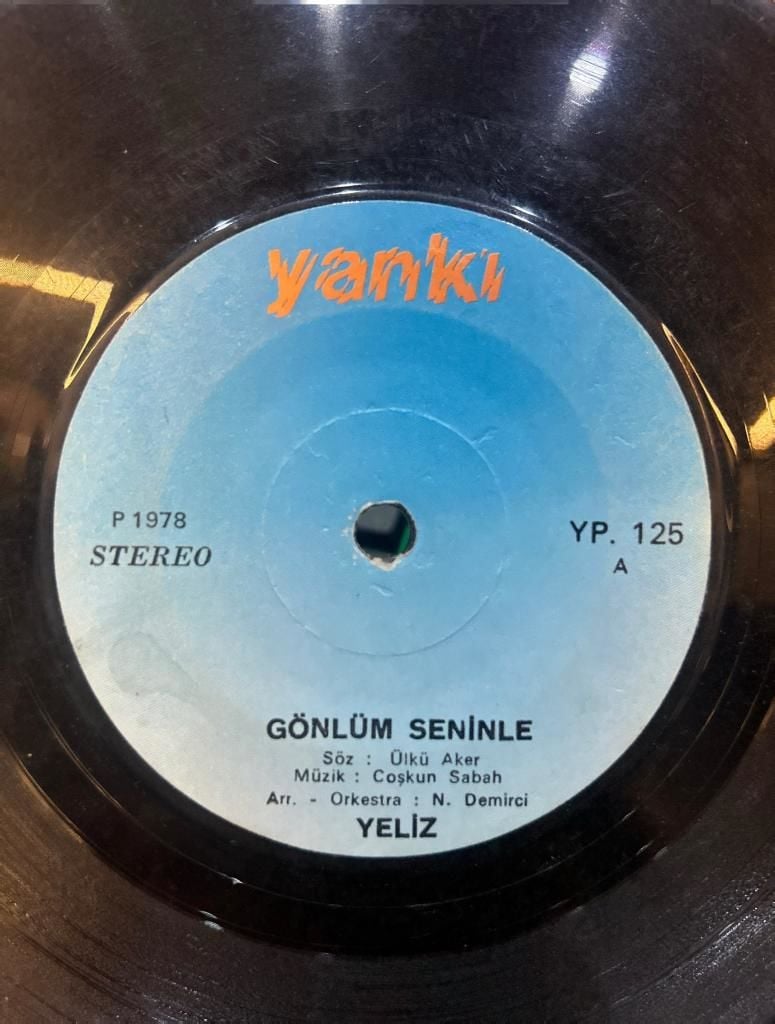 yankı
P 1978
STEREO
YP. 125
A
GÖNLÜM SENİNLE
Söz : Ülkü Aker
Müzik : Coşkun Sabah
Arr. - Orkestra : N. Demirci
YELİZ